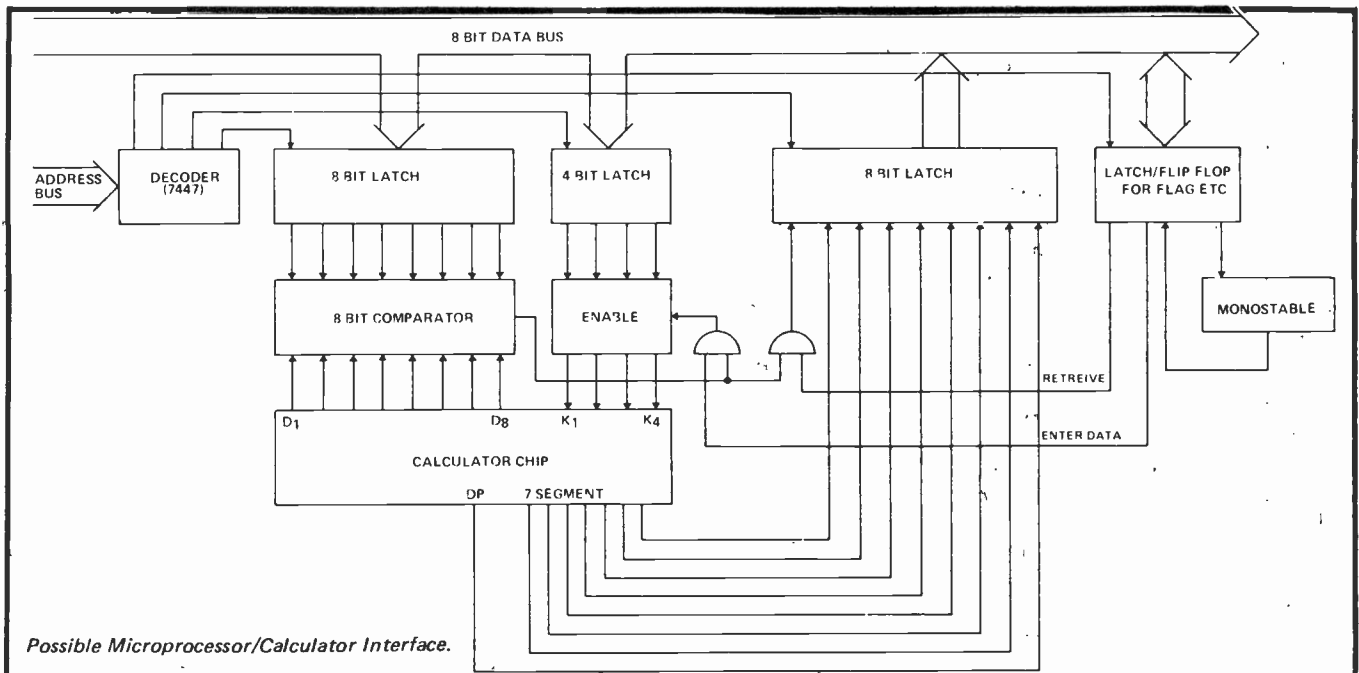 8 BIT DATA BUS
ADDRESS
BUS
DECODER
(7447)
8 BIT LATCH
4 BIT LATCH
8 BIT LATCH
LATCH/FLIP FLOP
FOR FLAG ETC
8 BIT COMPARATOR
ENABLE
MONOSTABLE
RETREIVE
ENTER DATA
D1
D8
K1
K4
CALCULATOR CHIP
DP
7 SEGMENT
Possible Microprocessor/Calculator Interface.